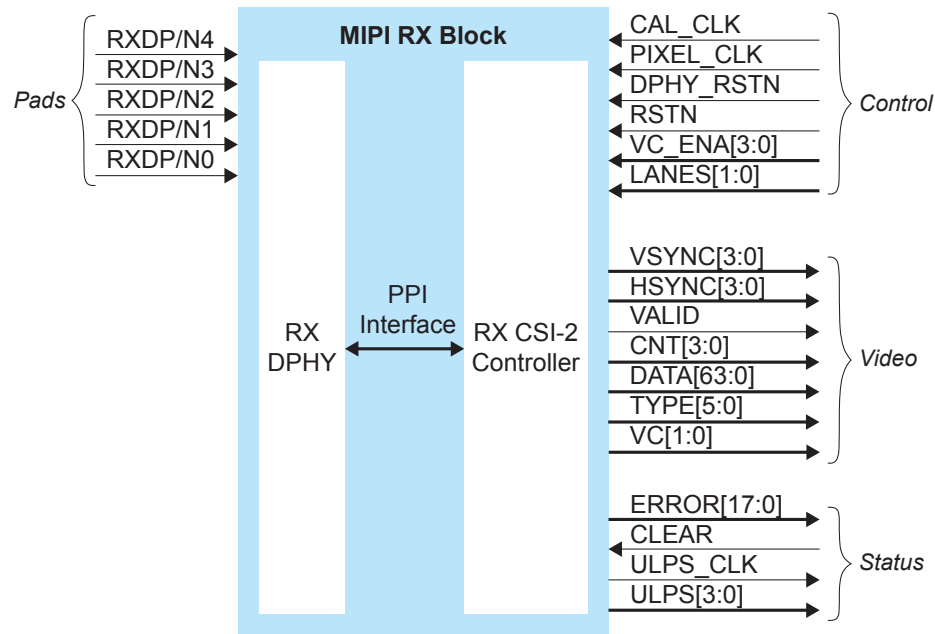 MIPI RX Block
Pads
RXDP/N4
RXDP/N3
RXDP/N2
RXDP/N1
RXDP/N0
RX
DPHY
PPI
Interface
RX CSI-2
Controller
CAL_CLK
PIXEL_CLK
DPHY_RSTN
RSTN
VC_ENA[3:0]
LANES[1:0]
Control
VSYNC[3:0]
HSYNC[3:0]
VALID
CNT[3:0]
DATA[63:0]
TYPE[5:0]
VC[1:0]
Video
ERROR[17:0]
CLEAR
ULPS_CLK
ULPS[3:0]
Status